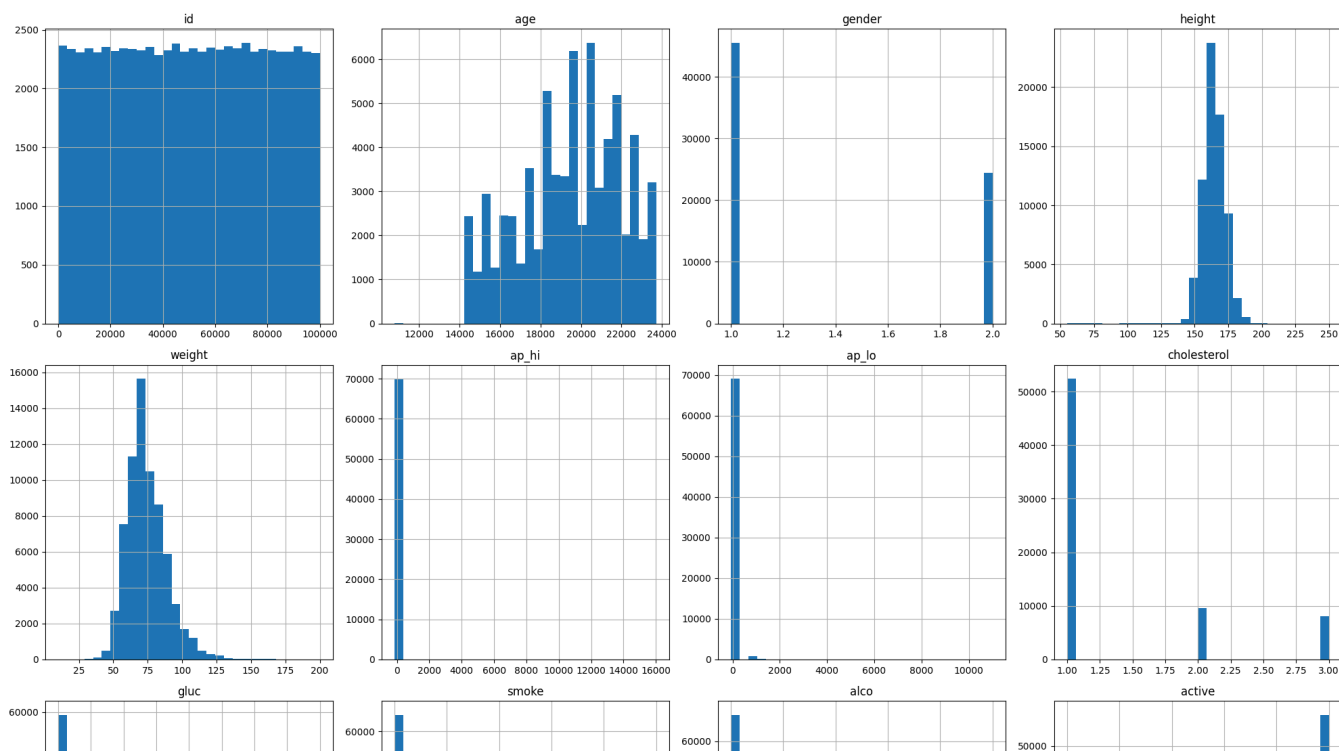 id
age
gender
height
2500
2000
1500
1000
500
0
0 20000 40000 60000 80000 100000
6000
5000
4000
3000
2000
1000
0
12000 14000 16000 18000 20000 22000 24000
40000
30000
20000
10000
0
1.0 1.2 1.4 1.6 1.8 2.0
20000
15000
10000
5000
0
50 75 100 125 150 175 200 225 250
weight
ap_hi
ap_lo
cholesterol
16000
14000
12000
10000
8000
6000
4000
2000
0
25 50 75 100 125 150 175 200
70000
60000
50000
40000
30000
20000
10000
0
0 2000 4000 6000 8000 10000 12000 14000 16000
70000
60000
50000
40000
30000
20000
10000
0
0 2000 4000 6000 8000 10000
50000
40000
30000
20000
10000
0
1.00 1.25 1.50 1.75 2.00 2.25 2.50 2.75 3.00
gluc
smoke
alco
active
60000
60000
60000
50000